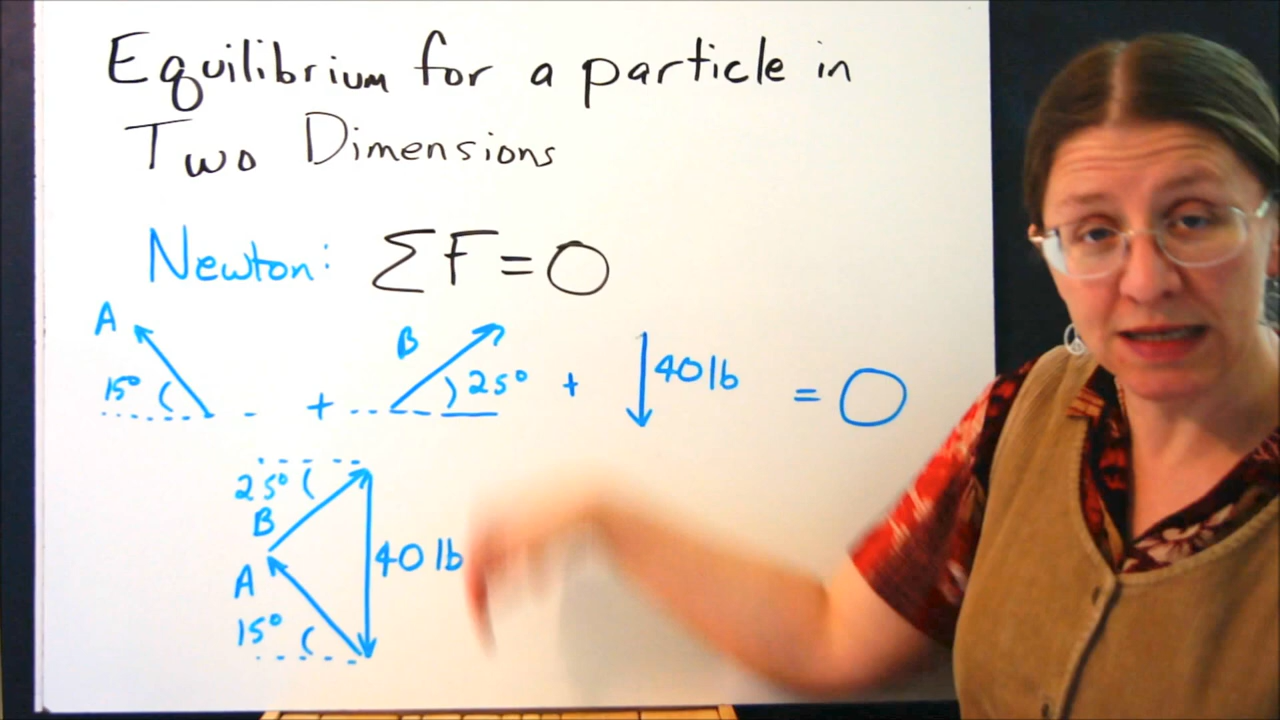 Equilibrium for a particle in
Two Dimensions
Newton: ΣF = 0
A
15°
+
B
25°
+
40 lb
= 0
25°
B
A
40 lb
15°